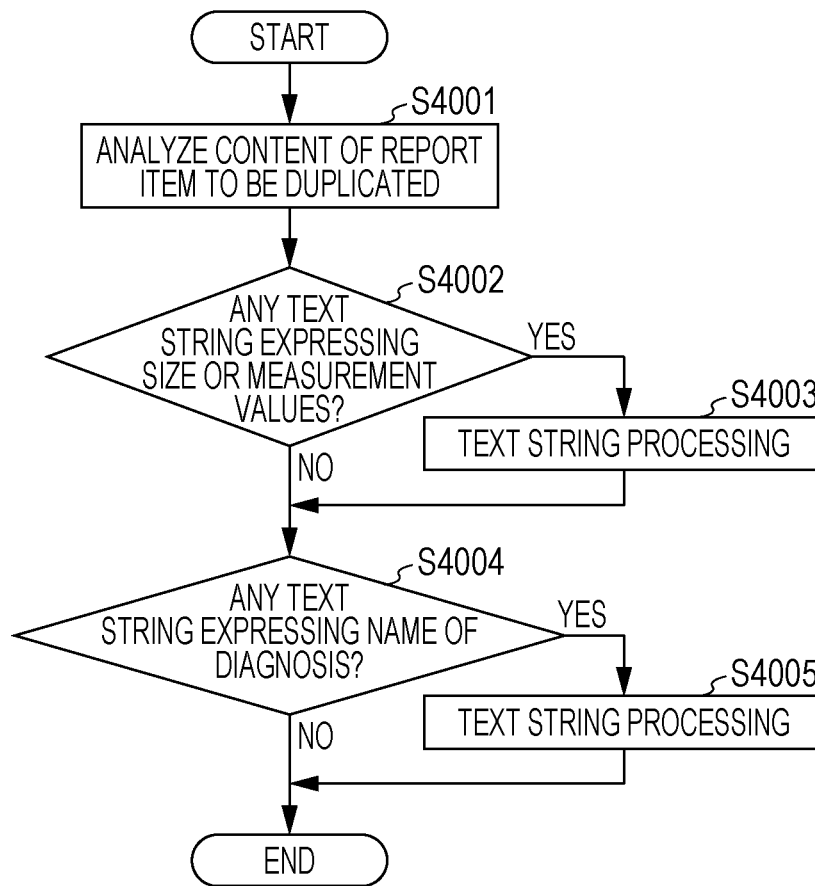 START
S4001
ANALYZE CONTENT OF REPORT
ITEM TO BE DUPLICATED
S4002
ANY TEXT
STRING EXPRESSING
SIZE OR MEASUREMENT
VALUES?
YES
S4003
TEXT STRING PROCESSING
NO
S4004
ANY TEXT
STRING EXPRESSING NAME OF
DIAGNOSIS?
YES
S4005
TEXT STRING PROCESSING
NO
END